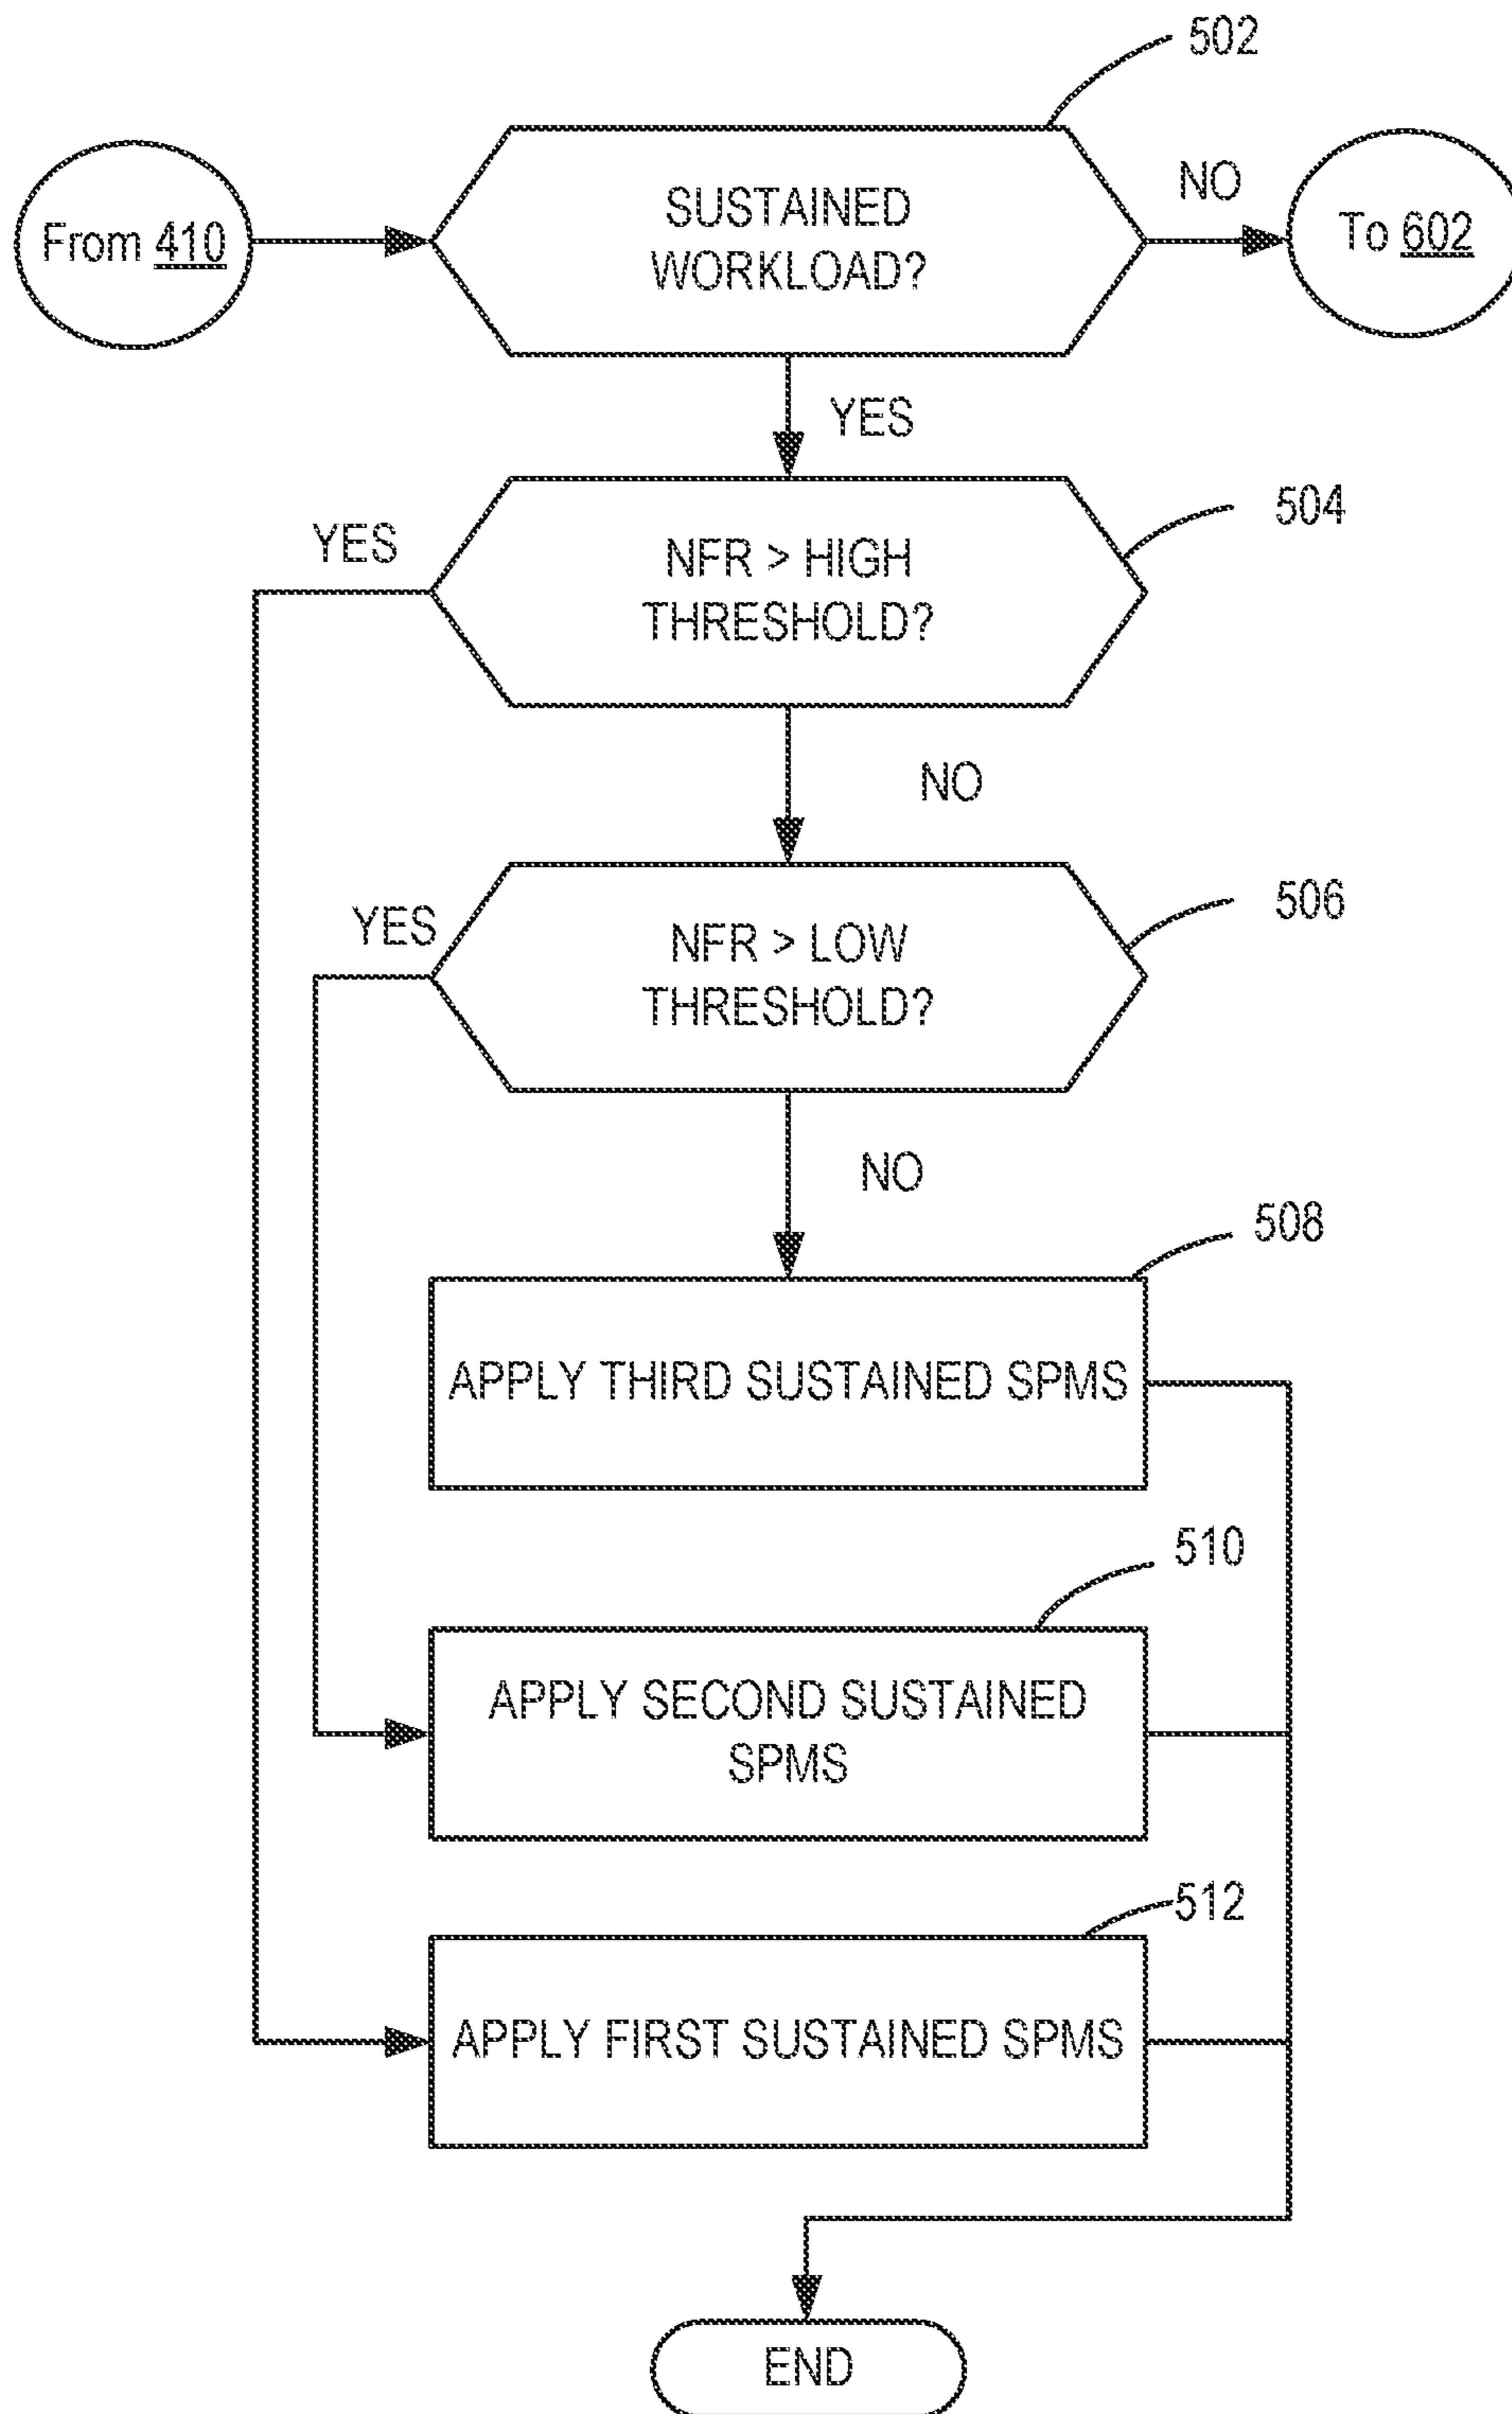 502
From 410
SUSTAINED
WORKLOAD?
NO
To 602
YES
504
YES
NFR > HIGH
THRESHOLD?
NO
506
YES
NFR > LOW
THRESHOLD?
NO
508
APPLY THIRD SUSTAINED SPMS
510
APPLY SECOND SUSTAINED
SPMS
512
APPLY FIRST SUSTAINED SPMS
END